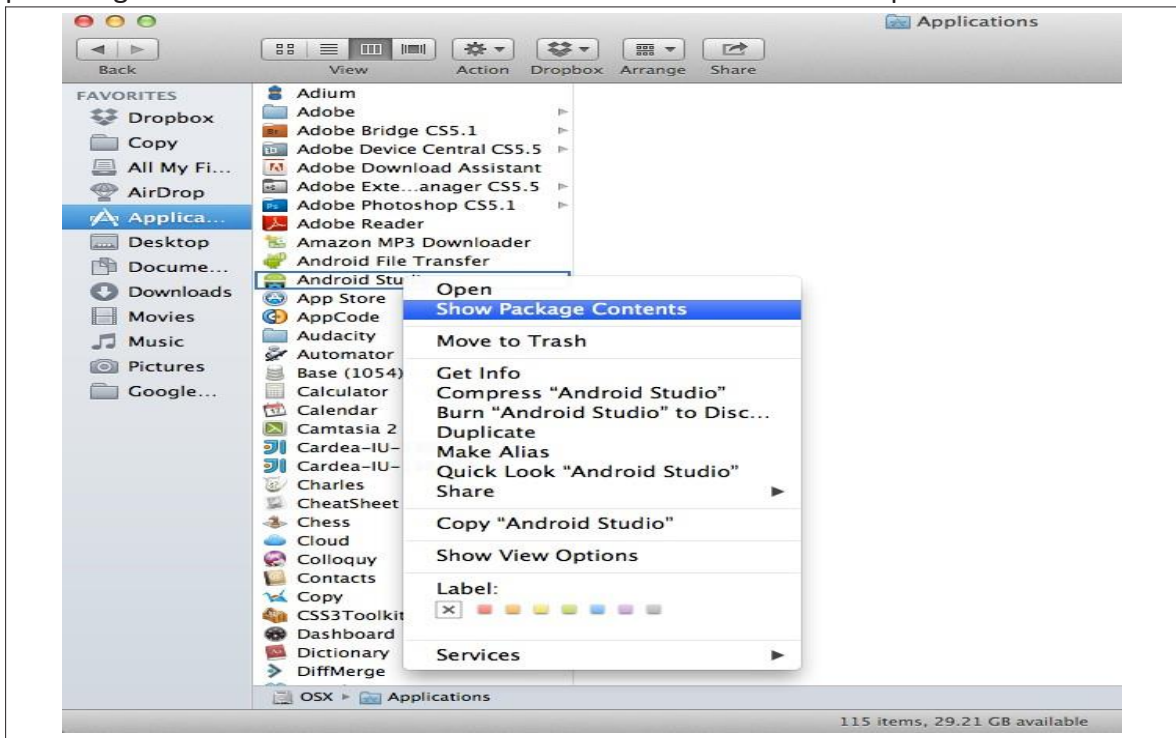 Applications
Back View Action Dropbox Arrange Share
FAVORITES
Dropbox
Copy
All My Fi...
AirDrop
Applica...
Desktop
Docume...
Downloads
Movies
Music
Pictures
Google...
Adium
Adobe
Adobe Bridge CS5.1
Adobe Device Central CS5.5
Adobe Download Assistant
Adobe Exte...anager CS5.5
Adobe Photoshop CS5.1
Adobe Reader
Amazon MP3 Downloader
Android File Transfer
Android Stu
App Store
AppCode
Audacity
Automator
Base (1054)
Calculator
Calendar
Camtasia 2
Cardea-IU-
Cardea-IU-
Charles
CheatSheet
Chess
Cloud
Colloquy
Contacts
Copy
CSS3Toolkit
Dashboard
Dictionary
DiffMerge
Open
Show Package Contents
Move to Trash
Get Info
Compress “Android Studio”
Burn “Android Studio” to Disc...
Duplicate
Make Alias
Quick Look “Android Studio”
Share
Copy “Android Studio”
Show View Options
Label:
Services
OSX Applications
115 items, 29.21 GB available